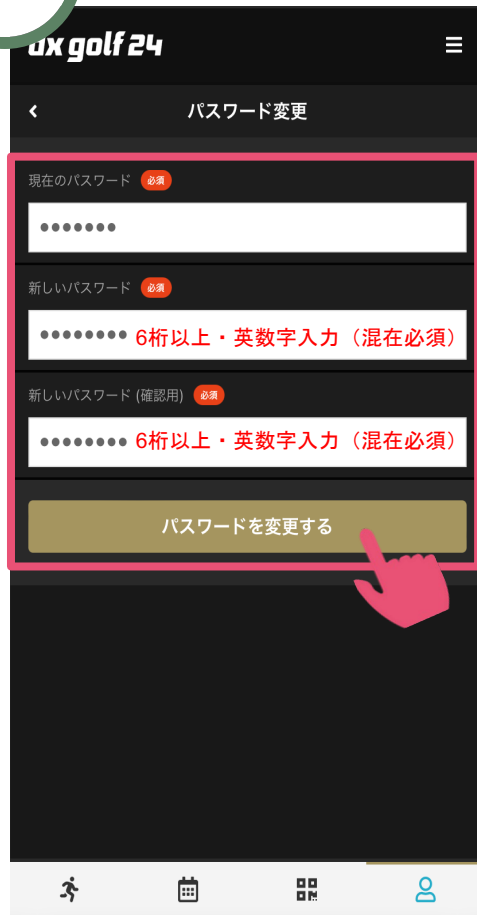 dx golf 24
パスワード変更
現在のパスワード 必須
●●●●●●●
新しいパスワード 必須
●●●●●●●● 6桁以上・英数字入力（混在必須）
新しいパスワード (確認用) 必須
●●●●●●●● 6桁以上・英数字入力（混在必須）
パスワードを変更する